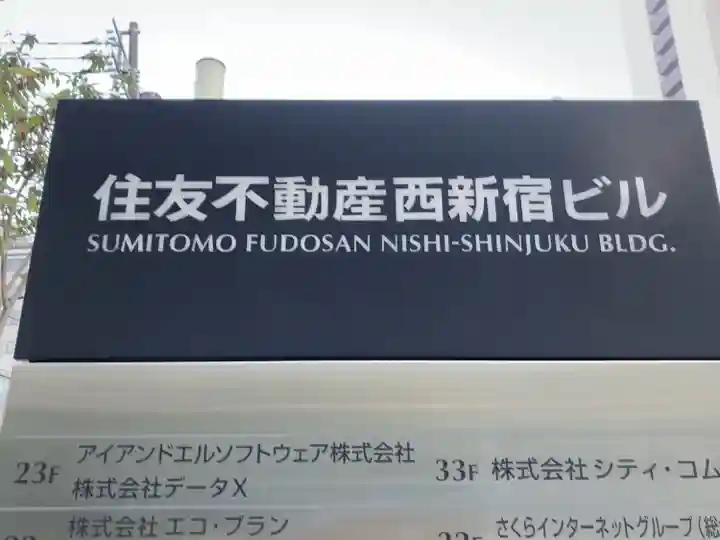 住友不動産西新宿ビル
SUMITOMO FUDOSAN NISHI-SHINJUKU BLDG.
23F アイアンドエルソフトウェア株式会社
株式会社データX
株式会社 エコ・プラン
33F 株式会社 シティ・コム
さくらインターネットグループ(総